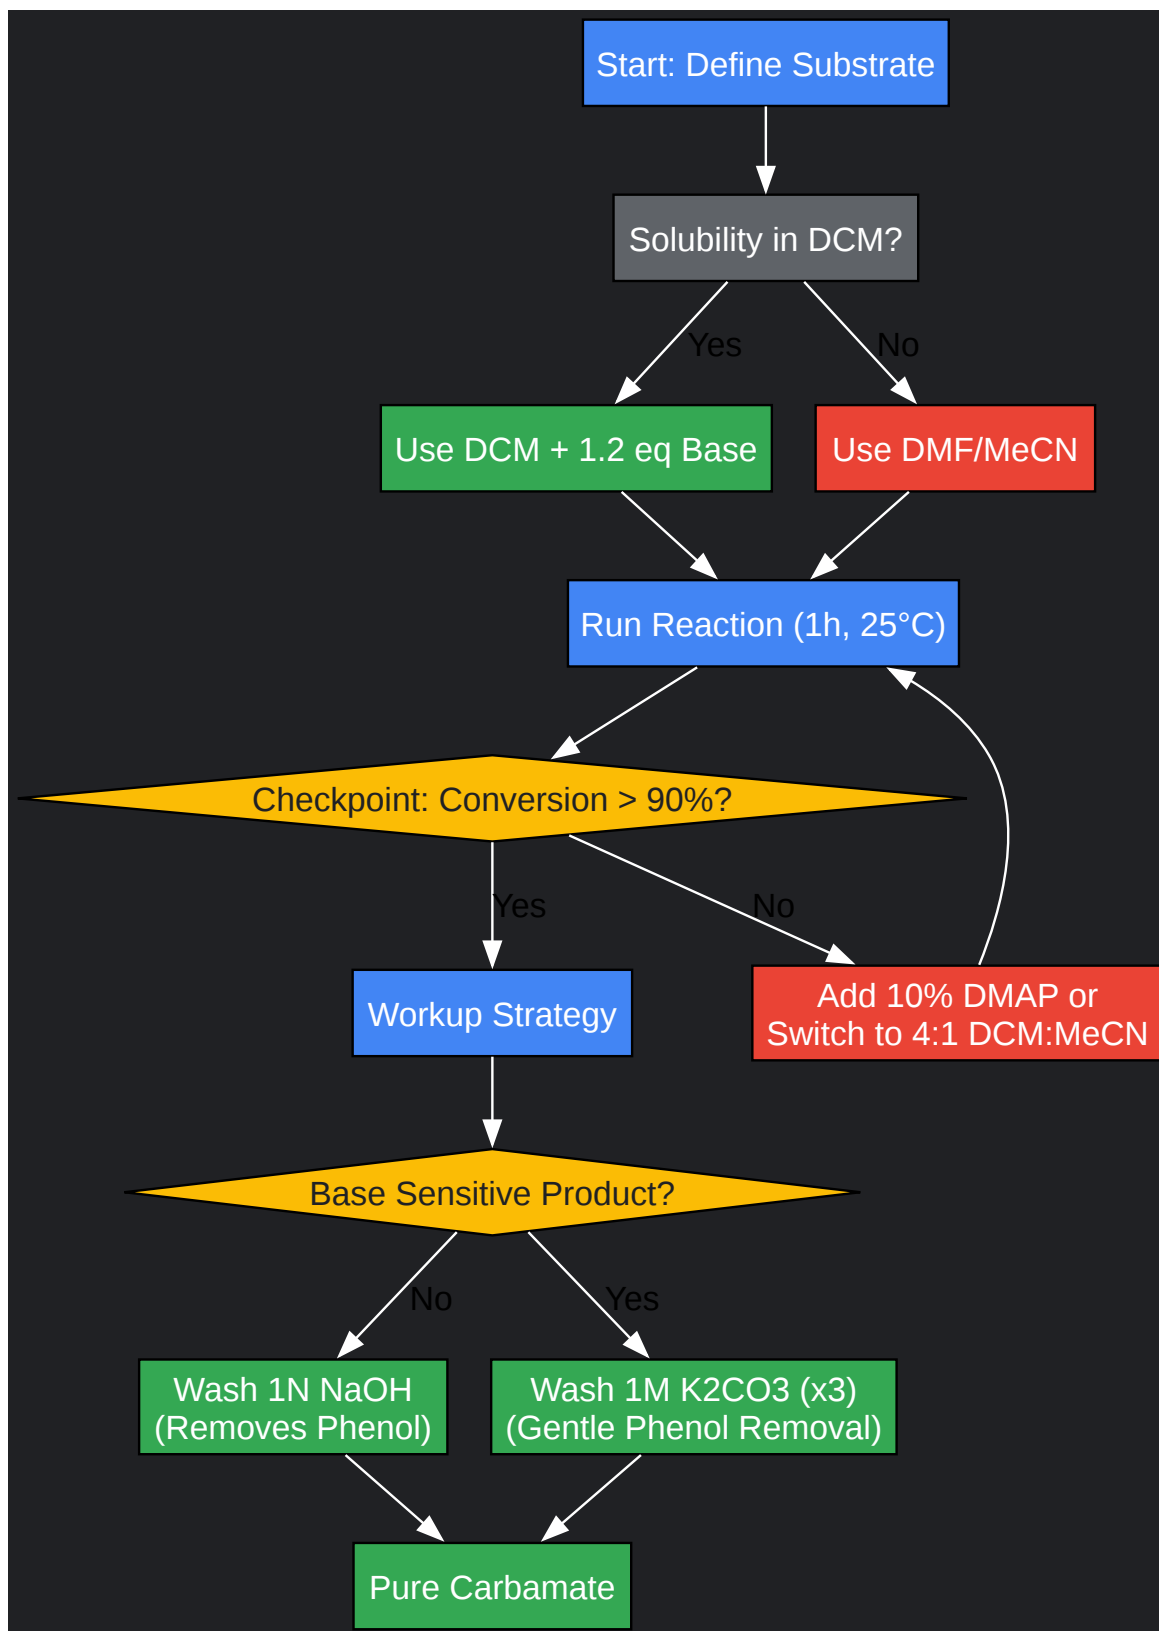 Start: Define Substrate
Solubility in DCM?
Yes
No
Use DCM + 1.2 eq Base
Use DMF/MeCN
Run Reaction (1h, 25°C)
Checkpoint: Conversion > 90%?
Yes
No
Workup Strategy
Add 10% DMAP or
Switch to 4:1 DCM:MeCN
Base Sensitive Product?
No
Yes
Wash 1N NaOH
(Removes Phenol)
Wash 1M K2CO3 (x3)
(Gentle Phenol Removal)
Pure Carbamate